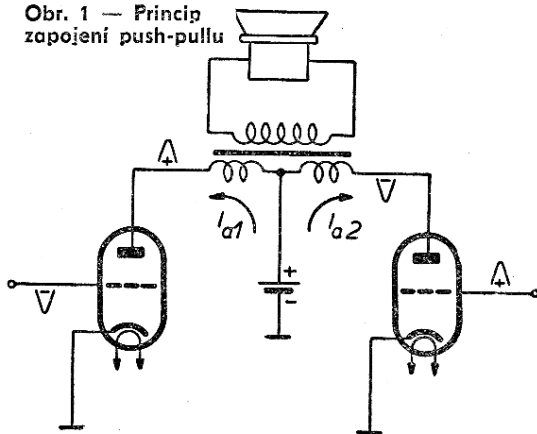 Obr. 1 — Princip
zapojení push-pullu
+
Ia1
Ia2
-
+
-
-
+